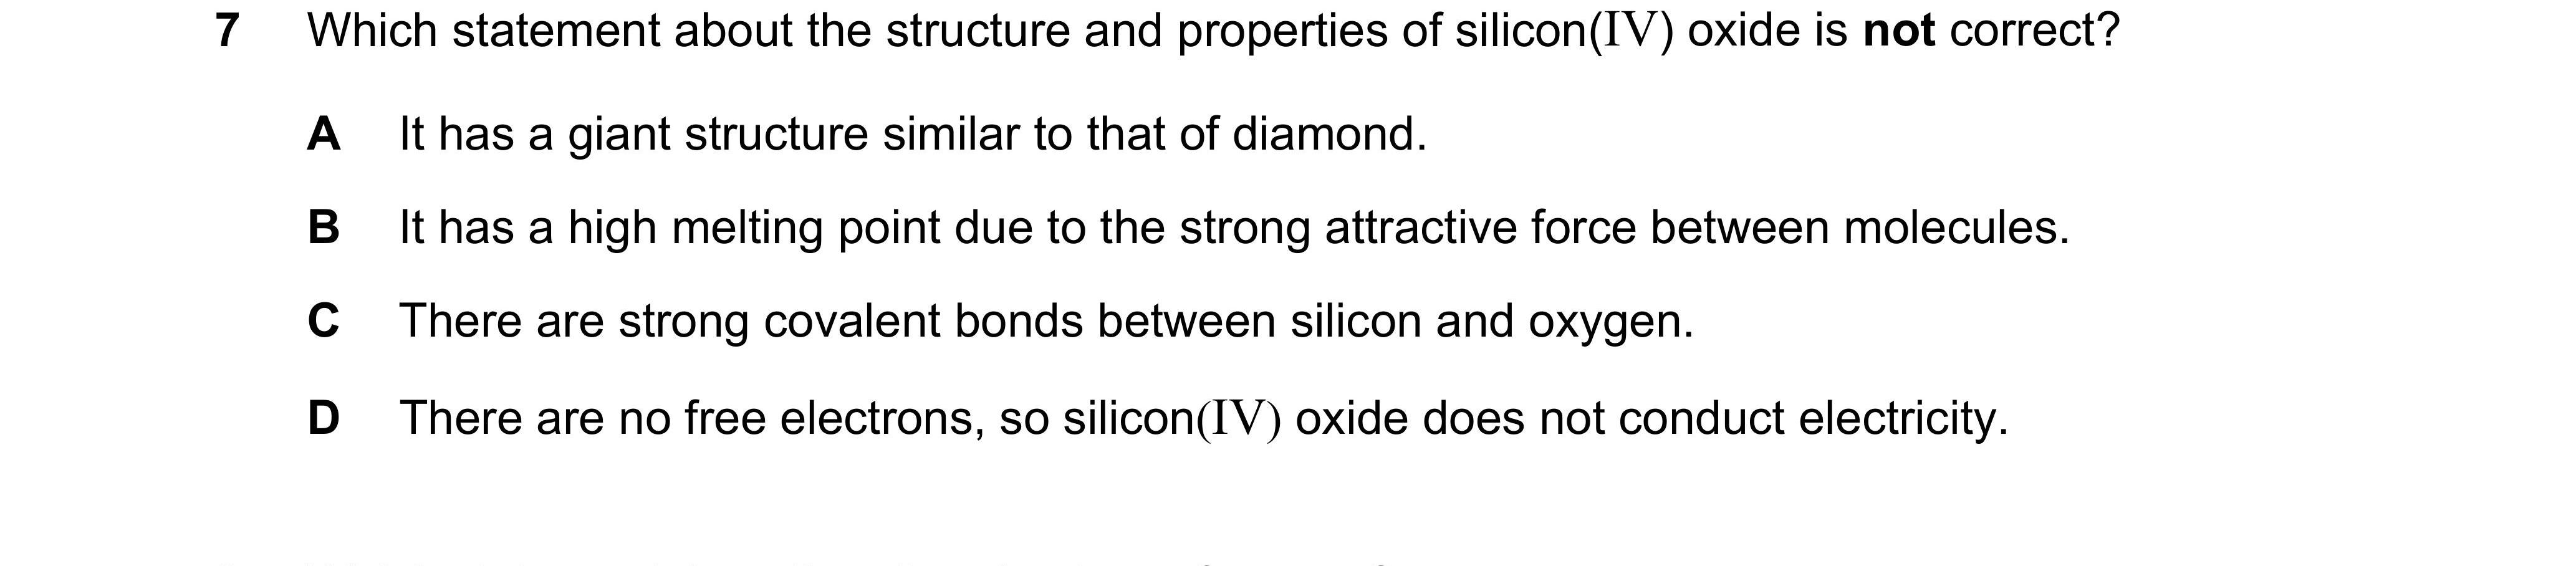 7 Which statement about the structure and properties of silicon(IV) oxide is not correct?
A It has a giant structure similar to that of diamond.
B It has a high melting point due to the strong attractive force between molecules.
C There are strong covalent bonds between silicon and oxygen.
D There are no free electrons, so silicon(IV) oxide does not conduct electricity.